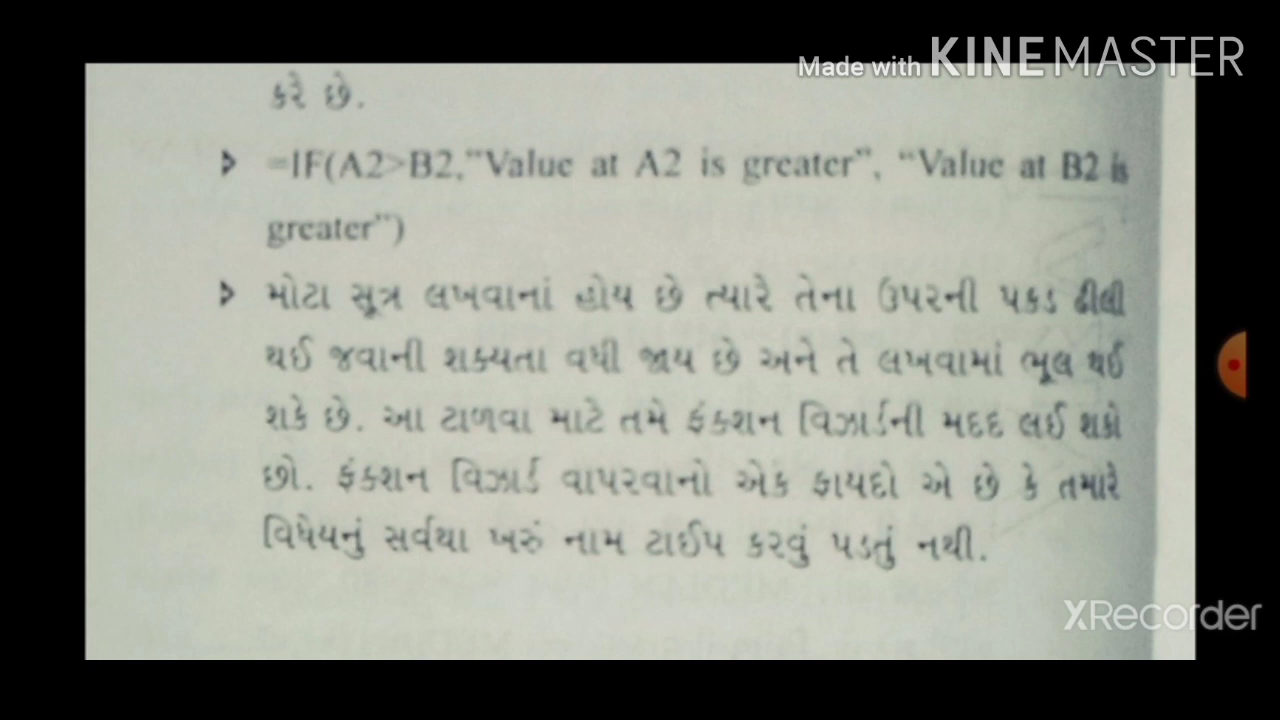 Made with KINEMASTER
કરે છે.
=IF(A2>B2,"Value at A2 is greater", "Value at B2 is
greater")
મોટા સૂત્ર લખવાનાં હોય છે ત્યારે તેના ઉપરની પકડ ઢીલી
થઈ જવાની શક્યતા વધી જાય છે અને તે લખવામાં ભૂલ થઈ
શકે છે. આ ટાળવા માટે તમે ફંક્શન વિઝાર્ડની મદદ લઈ શકો
છો. ફંક્શન વિઝાર્ડ વાપરવાનો એક ફાયદો એ છે કે તમારે
વિધેયનું સર્વથા ખરું નામ ટાઈપ કરવું પડતું નથી.
XRecorder